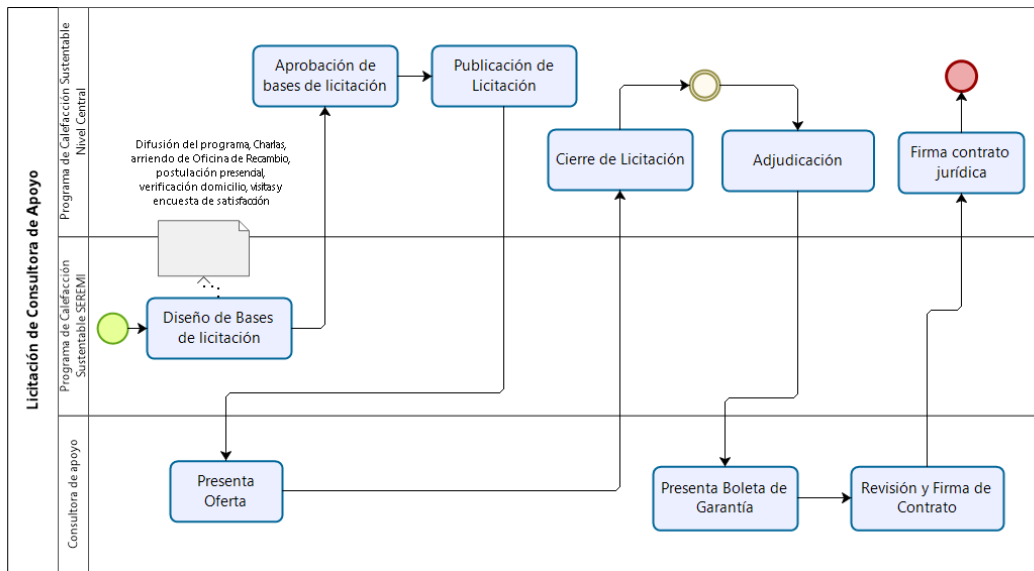 Licitación de Consultora de Apoyo
Programa de Calefacción Sustentable
Nivel Central
Aprobación de
bases de licitación
Publicación de
Licitación
Difusión del programa, Charlas,
arriendo de Oficina de Recambio,
postulación presencial,
verificación domicilio, visitas y
encuesta de satisfacción
Cierre de Licitación
Adjudicación
Firma contrato
jurídica
Programa de Calefacción
Sustentable SEREMI
Diseño de Bases
de licitación
Consultora de apoyo
Presenta
Oferta
Presenta Boleta de
Garantía
Revisión y Firma de
Contrato